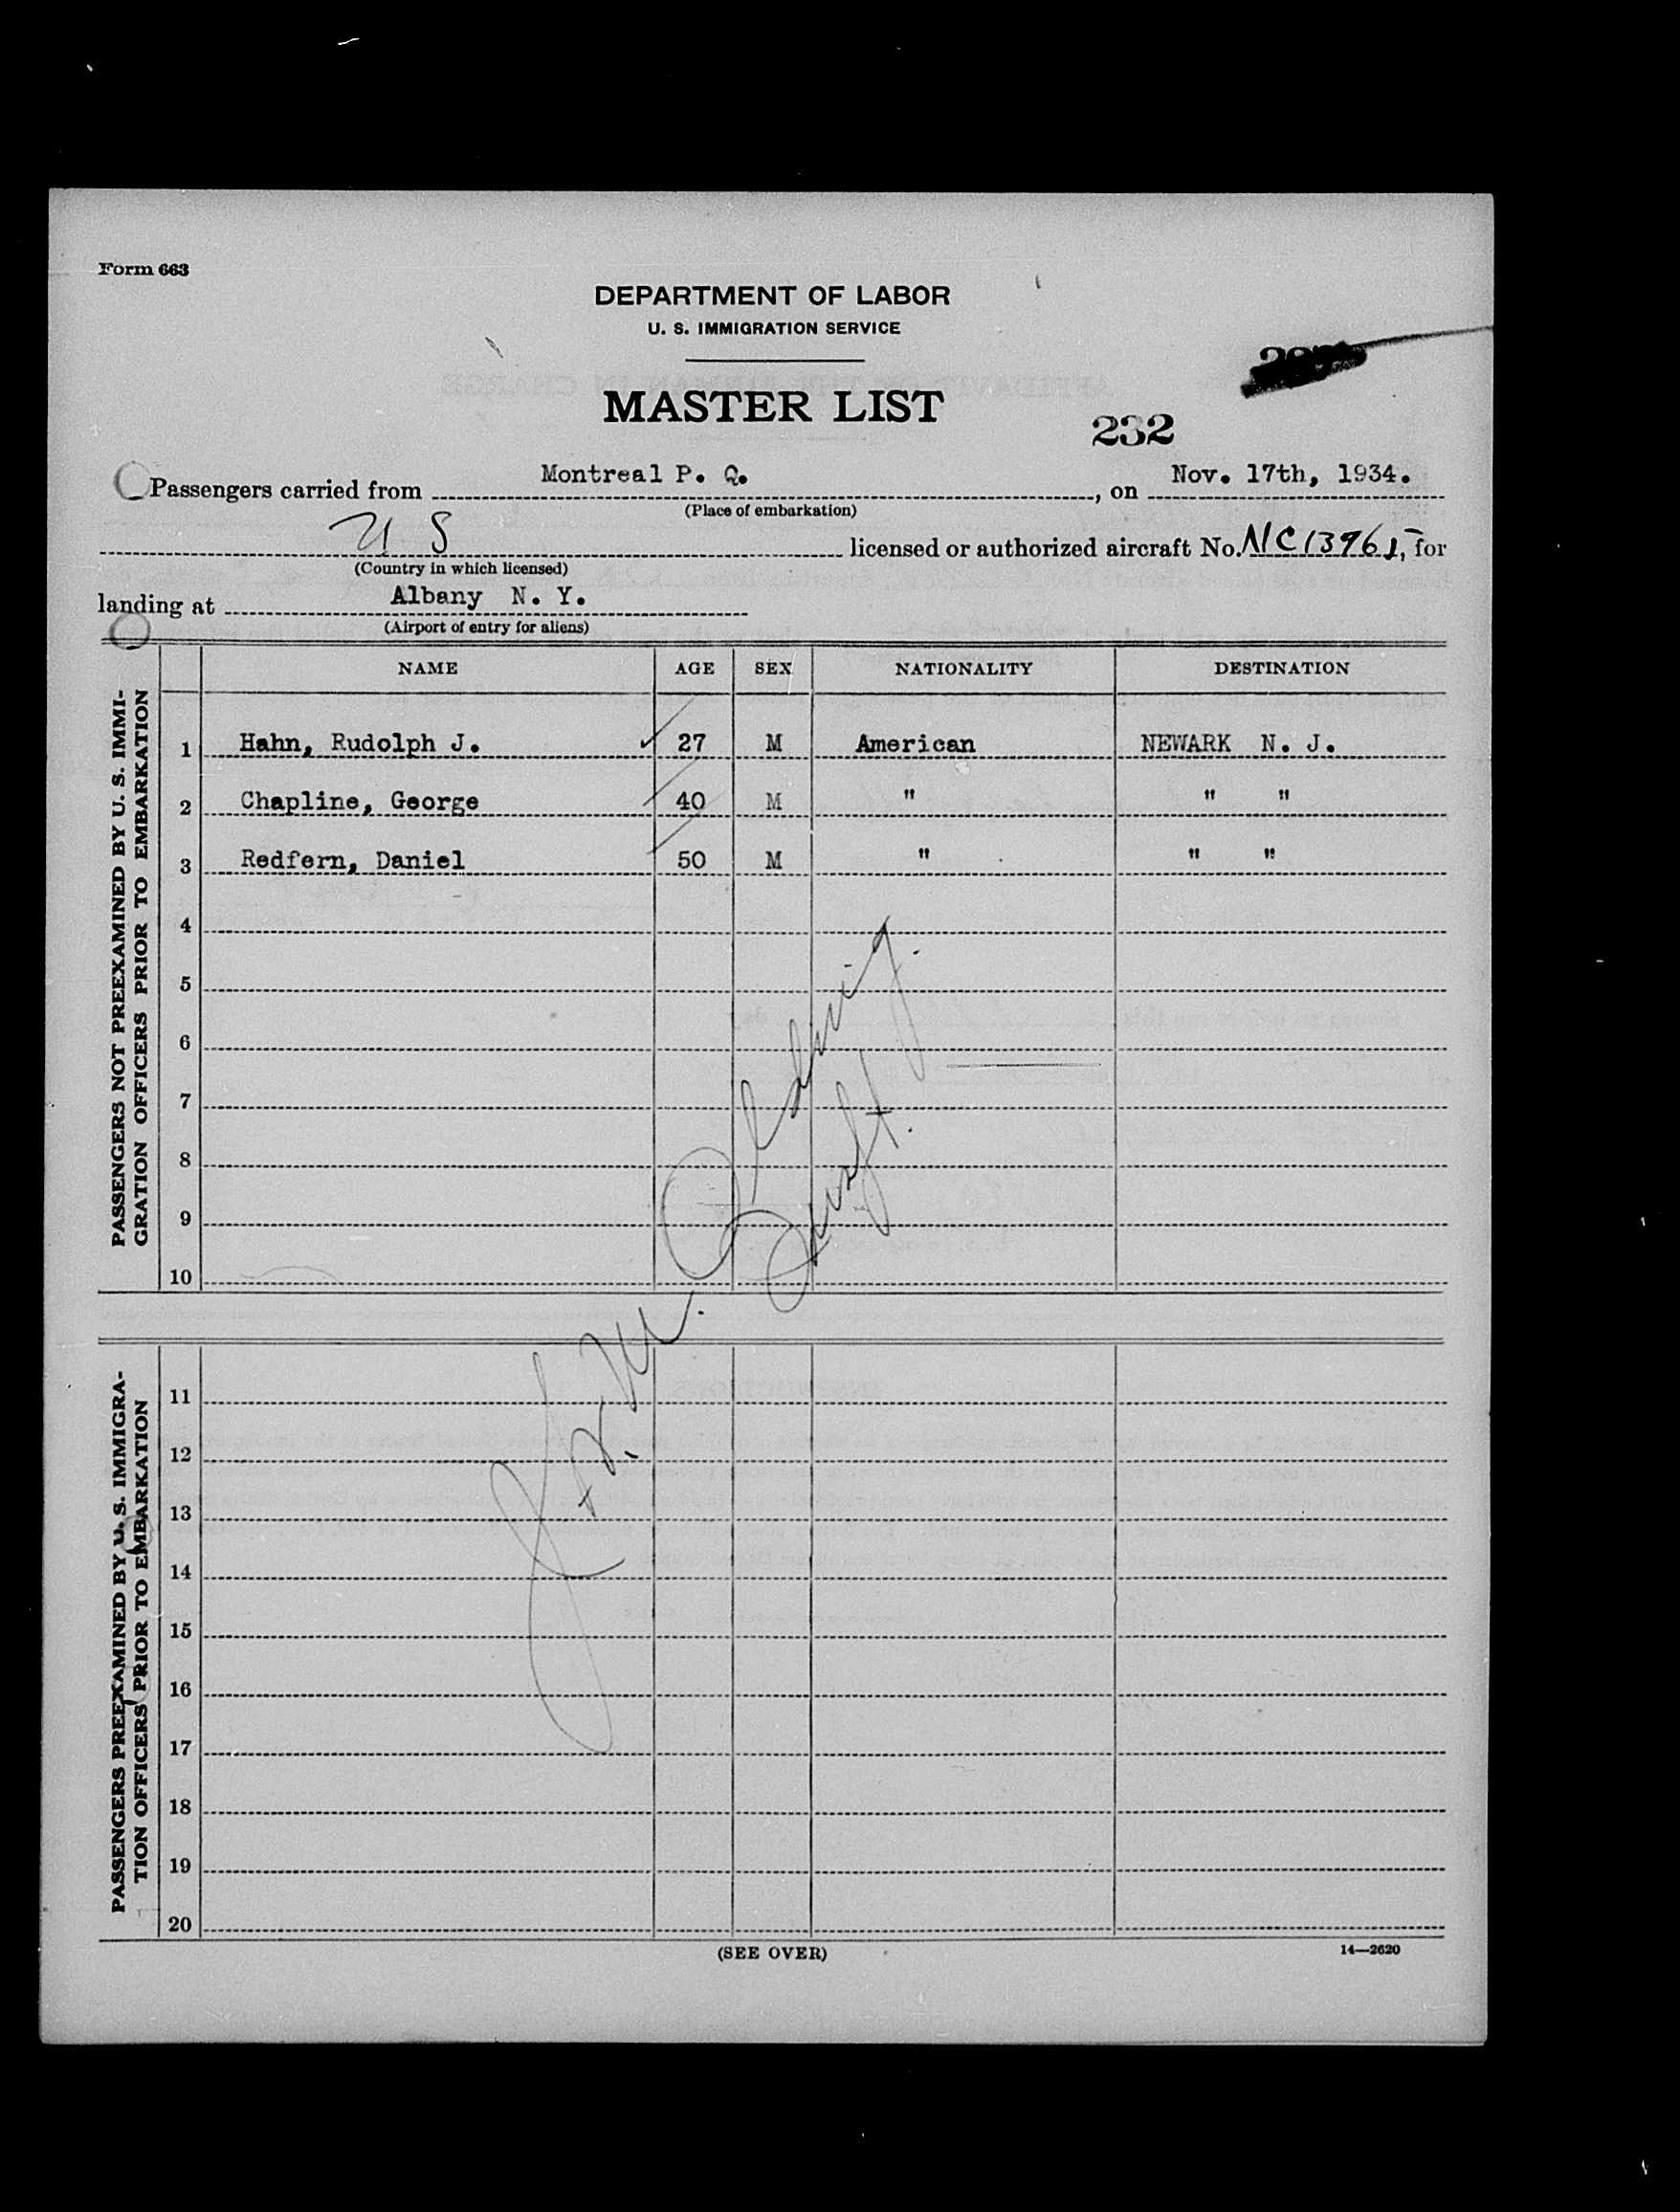 Form 663
DEPARTMENT OF LABOR
U. S. IMMIGRATION SERVICE
MASTER LIST
232
Passengers carried from Montreal P. Q., on Nov. 17th, 1934.
(Place of embarkation)
U S licensed or authorized aircraft No. for
(Country in which licensed)
landing at Albany N. Y.
(Airport of entry for aliens)
NAME AGE SEX NATIONALITY DESTINATION
PASSENGERS NOT PREEXAMINED BY U. S. IMMI-
GRATION OFFICERS PRIOR TO EMBARKATION
1 Hahn, Rudolph J. 27 M American NEWARK N. J.
2 Chapline, George 40 M " " "
3 Redfern, Daniel 50 M " " "
4
5
6
7
8
9
10
PASSENGERS PREEXAMINED BY U. S. IMMIGRA-
TION OFFICERS PRIOR TO EMBARKATION
11
12
13
14
15
16
17
18
19
20
(SEE OVER)
14—2620